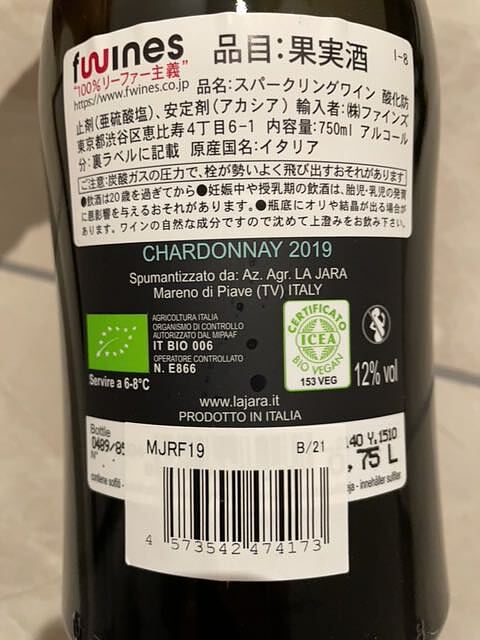 fwines
"100%リーファー主義"
https://www.fwines.co.jp
品目:果実酒
1-8
品名:スパークリングワイン 酸化防
止剤(亜硫酸塩)、安定剤(アカシア) 輸入者:㈱ファインズ
東京都渋谷区恵比寿4丁目6-1 内容量:750ml アルコール
分:裏ラベルに記載 原産国名:イタリア
ご注意:炭酸ガスの圧力で、栓が勢いよく飛び出すおそれがあります
●飲酒は20歳を過ぎてから●妊娠中や授乳期の飲酒は、胎児・乳児の発育
に悪影響を与えるおそれがあります。●瓶底にオリや結晶が出る場合が
あります。ワインの自然な成分ですので沈めて上澄みをお飲み下さい。
CHARDONNAY 2019
Spumantizzato da: Az. Agr. LA JARA
Mareno di Piave (TV) ITALY
AGRICOLTURA ITALIA
ORGANISMO DI CONTROLLO
AUTORIZZATO DAL MIPAAF
IT BIO 006
OPERATORE CONTROLLATO
N. E866
Servire a 6-8°C
CERTIFICATO
ICEA
BIO VEGAN
153 VEG
12% vol
www.lajara.it
PRODOTTO IN ITALIA
Bottle
N°
140 Y.1510
,75 L
innehåller sulfiter
MJRF19
B/21
4 573542 474173